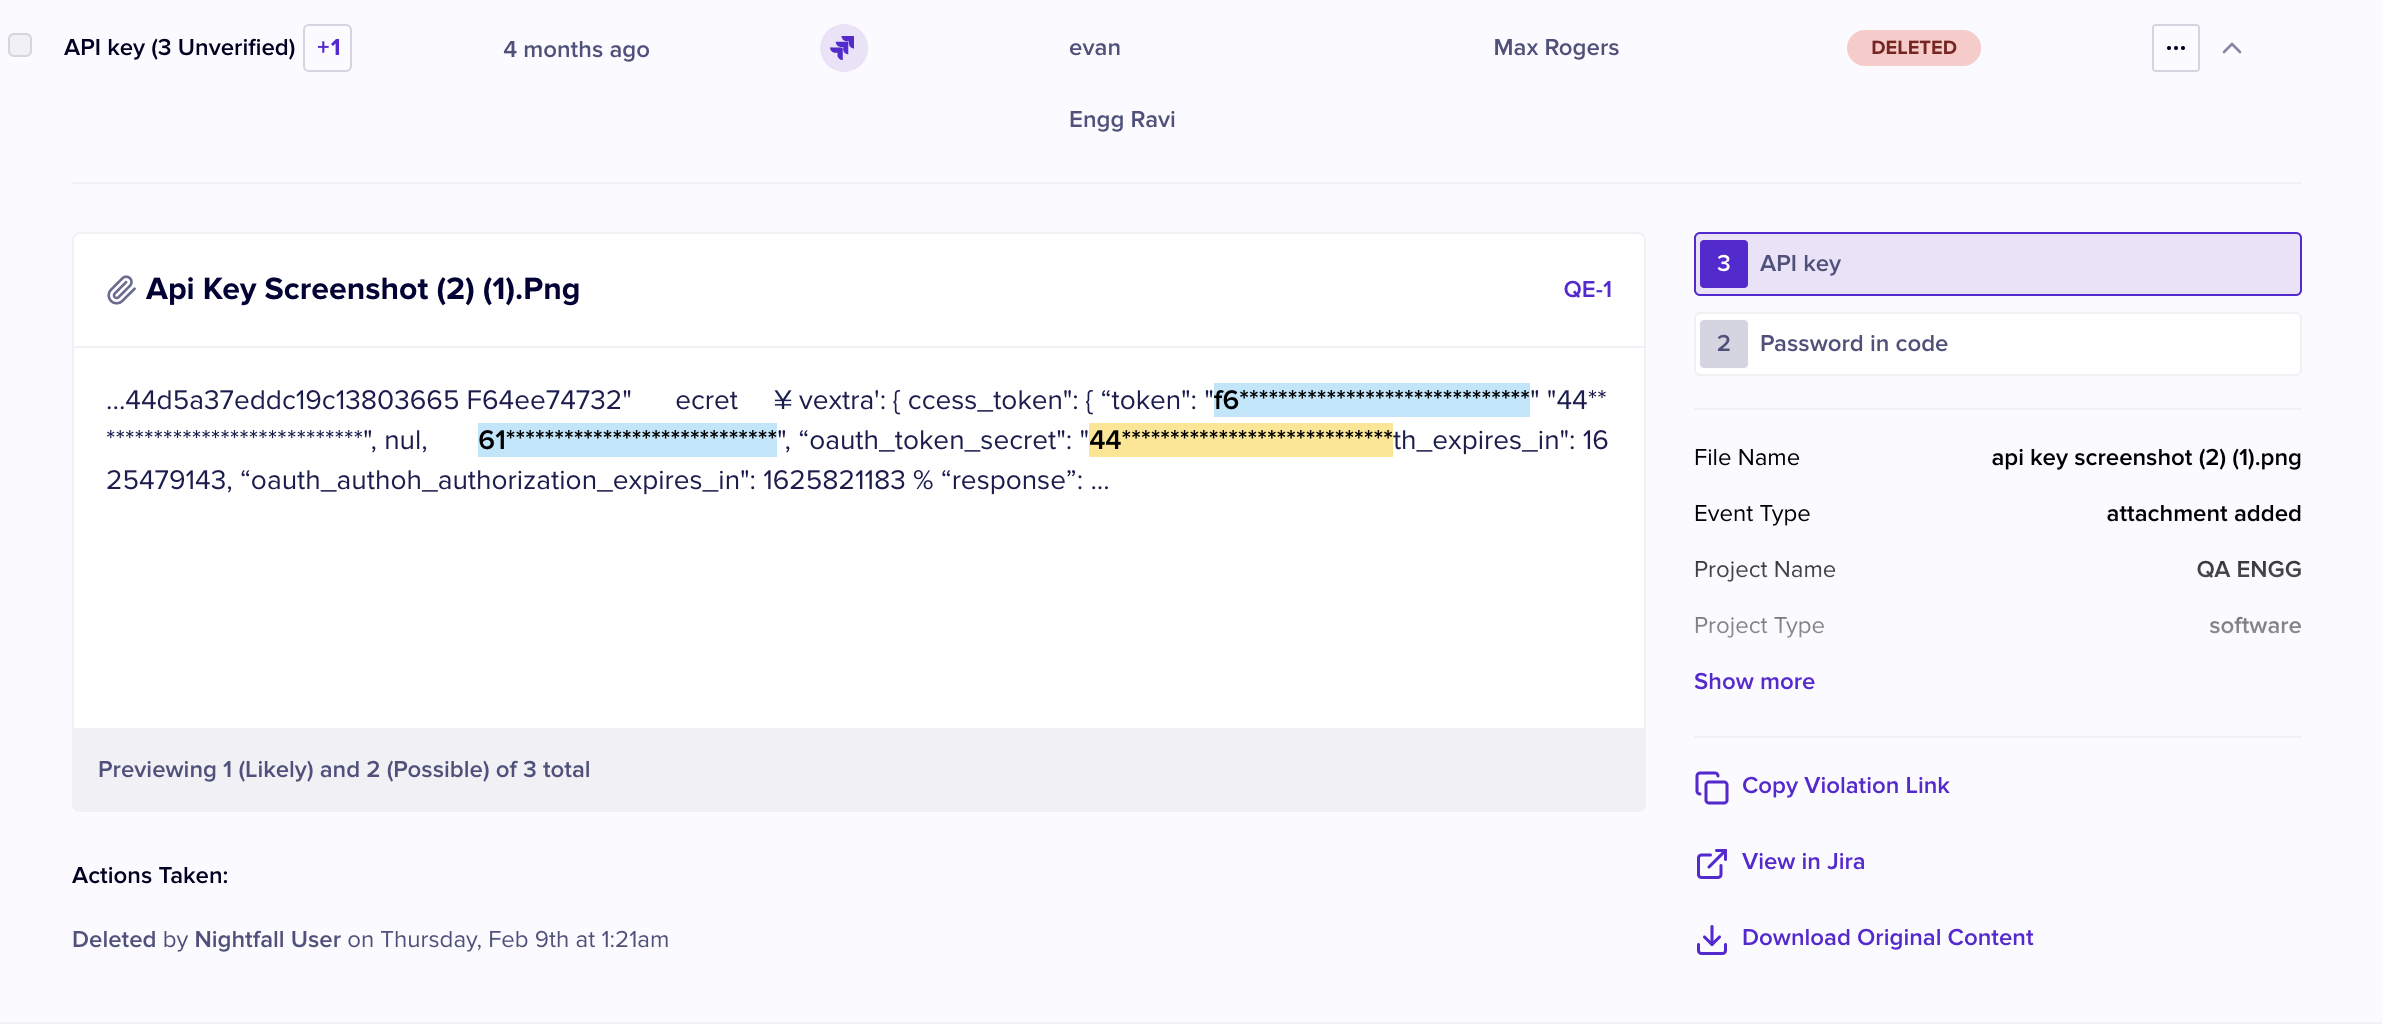 API key (3 Unverified) +1 4 months ago evan Max Rogers DELETED ...
Engg Ravi
Api Key Screenshot (2) (1).Png QE-1
...44d5a37eddc19c13803665 F64ee74732" ecret ¥ vextra': { ccess_token": { “token": "f6******************************" "44**
***************************", nul, 61****************************", “oauth_token_secret": "44****************************th_expires_in": 16
25479143, “oauth_authoh_authorization_expires_in": 1625821183 % “response”: ...
Previewing 1 (Likely) and 2 (Possible) of 3 total
Actions Taken:
Deleted by Nightfall User on Thursday, Feb 9th at 1:21am
3 API key
2 Password in code
File Name api key screenshot (2) (1).png
Event Type attachment added
Project Name QA ENGG
Project Type software
Show more
Copy Violation Link
View in Jira
Download Original Content